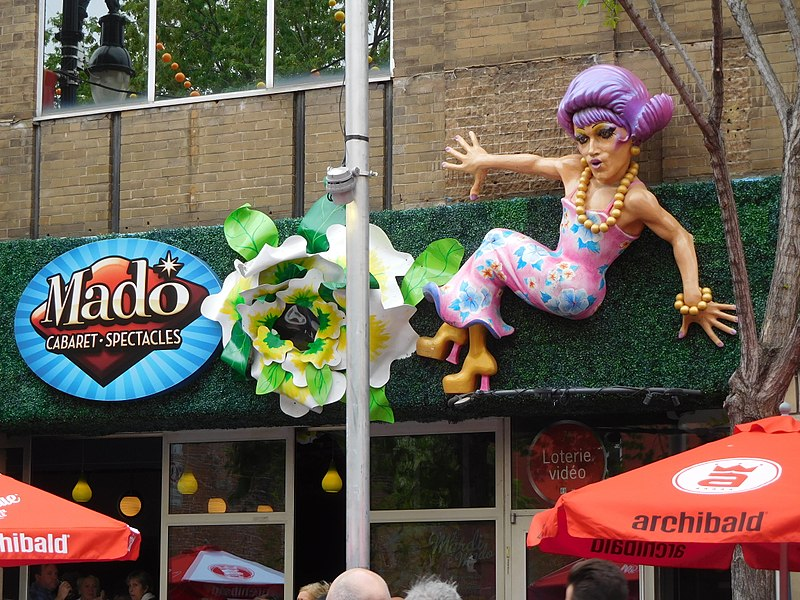 Mado
CABARET • SPECTACLES
Loterie
vidéo
a
archibald
archibald
hibald